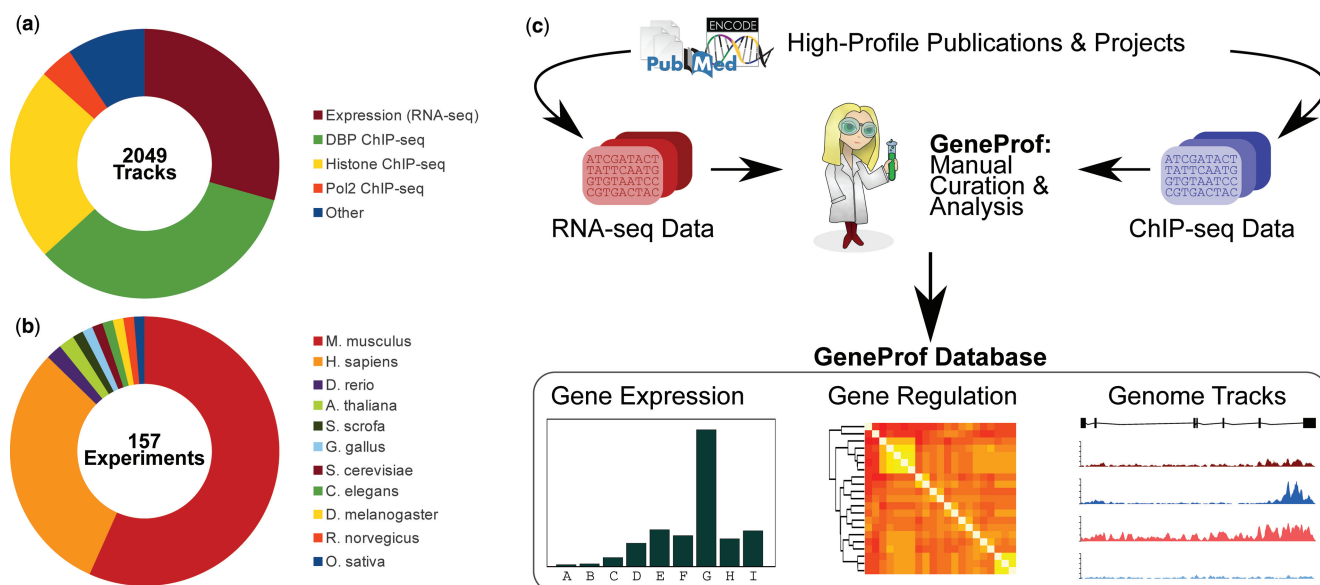 (a)
2049
Tracks
Expression (RNA-seq)
DBP ChIP-seq
Histone ChIP-seq
Pol2 ChIP-seq
Other
(b)
157
Experiments
M. musculus
H. sapiens
D. rerio
A. thaliana
S. scrofa
G. gallus
S. cerevisiae
C. elegans
D. melanogaster
R. norvegicus
O. sativa
(c)
PubMed
ENCODE
High-Profile Publications & Projects
ATCGATACT
TATTCAATG
GTGTAATCC
CGTGACTAC
RNA-seq Data
GeneProf:
Manual
Curation &
Analysis
ATCGATACT
TATTCAATG
GTGTAATCC
CGTGACTAC
ChIP-seq Data
GeneProf Database
Gene Expression
A B C D E F G H I
Gene Regulation
Genome Tracks